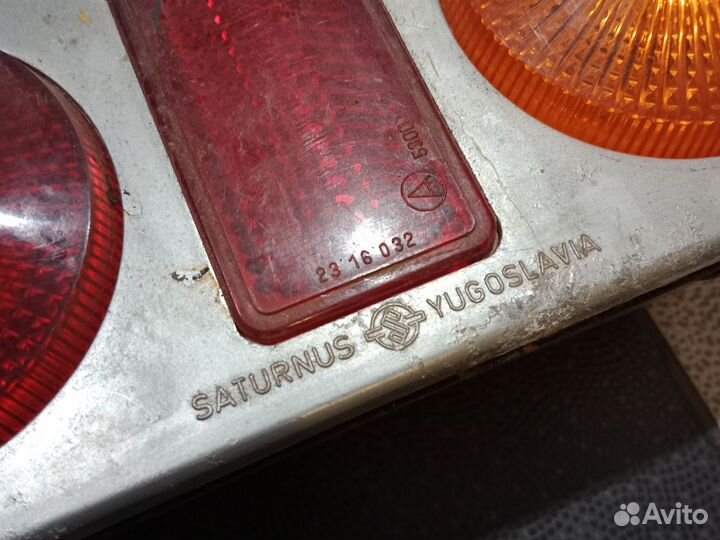 5300
A
23 16 032
SATURNUS YUGOSLAVIA
Avito